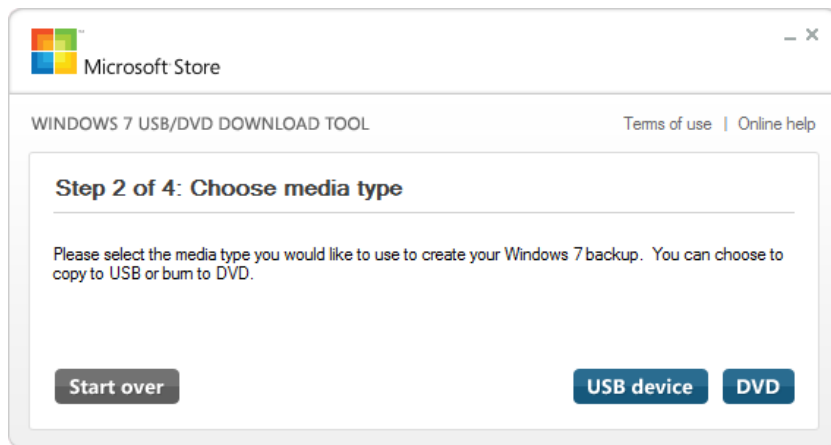 Microsoft Store
WINDOWS 7 USB/DVD DOWNLOAD TOOL
Terms of use | Online help
Step 2 of 4: Choose media type
Please select the media type you would like to use to create your Windows 7 backup. You can choose to
copy to USB or burn to DVD.
Start over
USB device
DVD